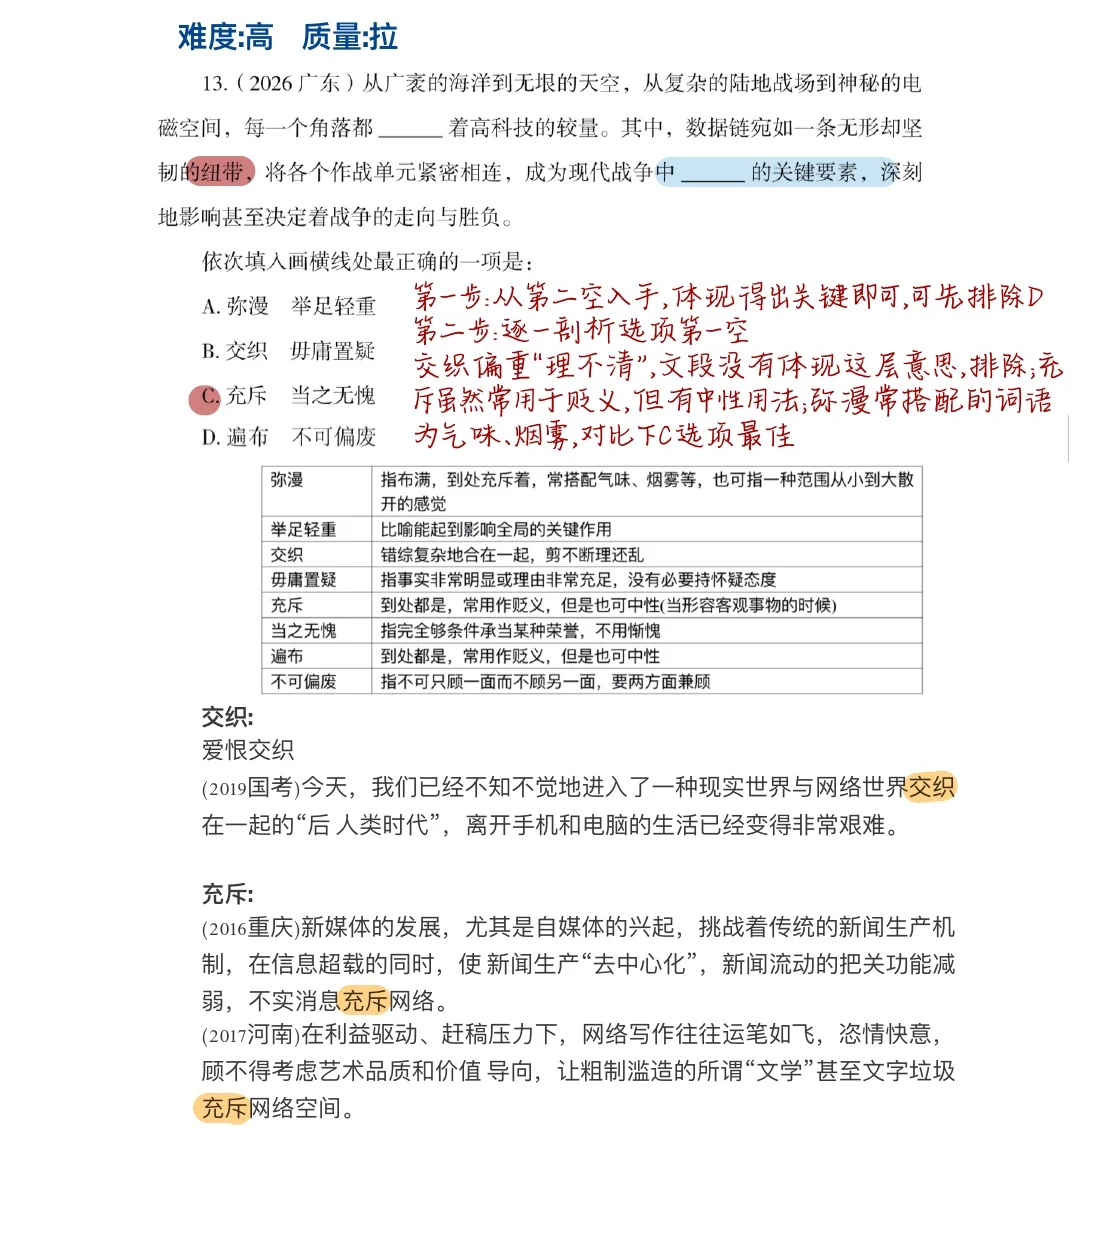 难度:高 质量:拉
13.（2026 广东）从广袤的海洋到无垠的天空，从复杂的陆地战场到神秘的电
磁空间，每一个角落都______着高科技的较量。其中，数据链宛如一条无形却坚
韧的纽带，将各个作战单元紧密相连，成为现代战争中______的关键要素，深刻
地影响甚至决定着战争的走向与胜负。
依次填入画横线处最正确的一项是：
A. 弥漫 举足轻重
B. 交织 毋庸置疑
C. 充斥 当之无愧
D. 遍布 不可偏废
第一步:从第二空入手,体现得出关键即可,可先排除D
第二步:逐一剖析选项第一空
交织偏重“理不清”,文段没有体现这层意思,排除;充
斥虽然常用于贬义,但有中性用法;弥漫常搭配的词语
为气味、烟雾,对比下C选项最佳
弥漫 指布满，到处充斥着，常搭配气味、烟雾等，也可指一种范围从小到大散
开的感觉
举足轻重 比喻能起到影响全局的关键作用
交织 错综复杂地合在一起，剪不断理还乱
毋庸置疑 指事实非常明显或理由非常充足，没有必要持怀疑态度
充斥 到处都是，常用作贬义，但是也可中性(当形容客观事物的时候)
当之无愧 指完全够条件承当某种荣誉，不用惭愧
遍布 到处都是，常用作贬义，但是也可中性
不可偏废 指不可只顾一面而不顾另一面，要两方面兼顾
交织:
爱恨交织
(2019国考)今天，我们已经不知不觉地进入了一种现实世界与网络世界交织
在一起的“后 人类时代”，离开手机和电脑的生活已经变得非常艰难。
充斥:
(2016重庆)新媒体的发展，尤其是自媒体的兴起，挑战着传统的新闻生产机
制，在信息超载的同时，使 新闻生产“去中心化”，新闻流动的把关功能减
弱，不实消息充斥网络。
(2017河南)在利益驱动、赶稿压力下，网络写作往往运笔如飞，恣情快意，
顾不得考虑艺术品质和价值 导向，让粗制滥造的所谓“文学”甚至文字垃圾
充斥网络空间。